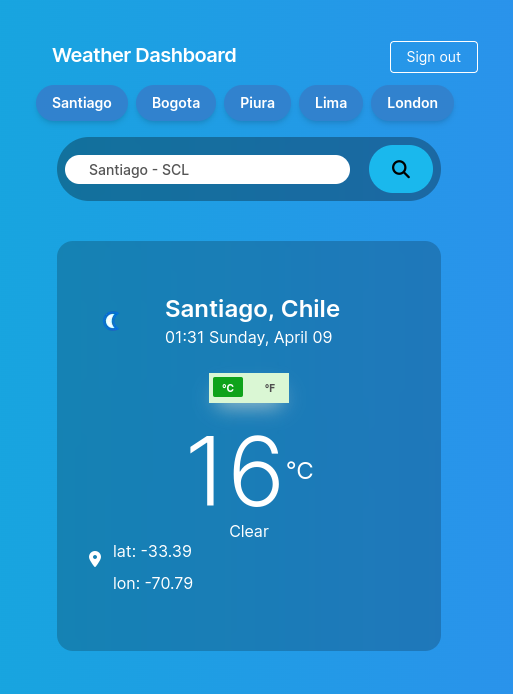 Weather Dashboard
Sign out
Santiago Bogota Piura Lima London
Santiago - SCL
Santiago, Chile
01:31 Sunday, April 09
°C °F
16°C
Clear
lat: -33.39
lon: -70.79